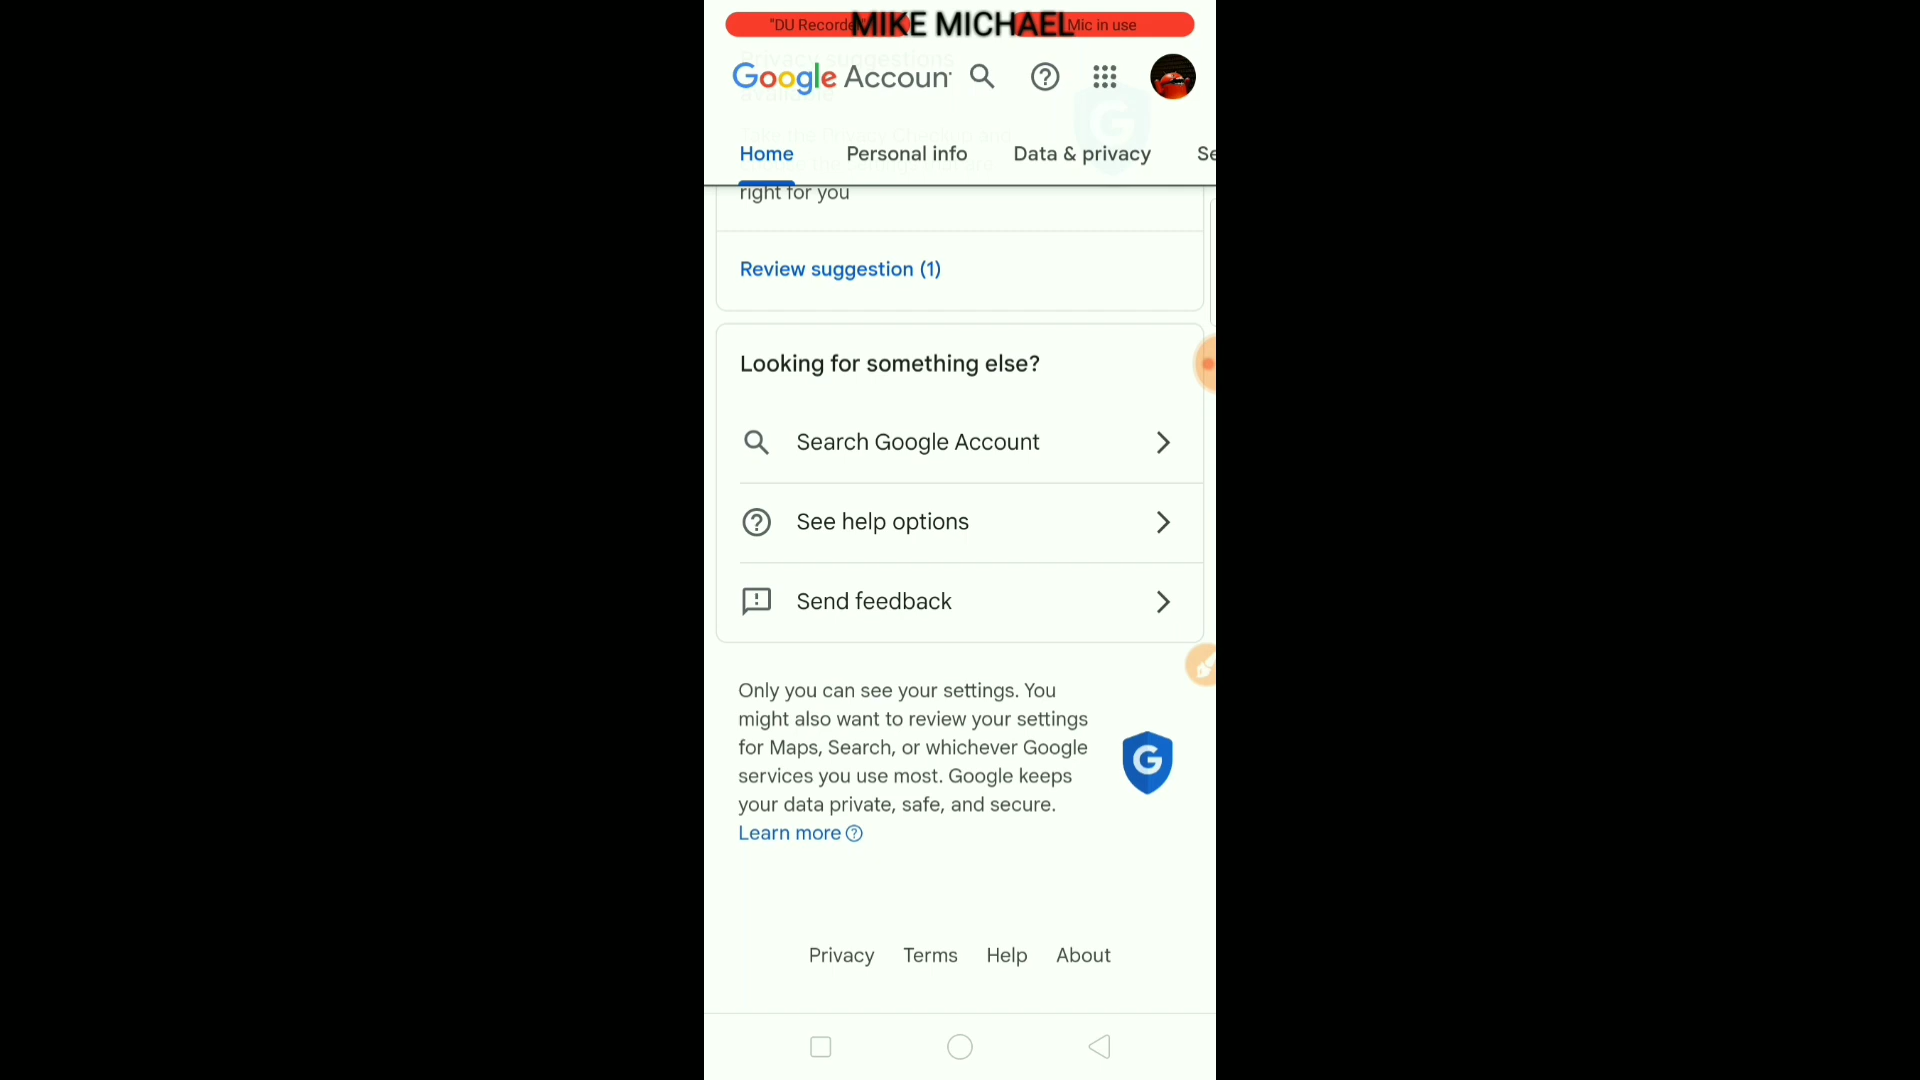 "DU Recorde
MIKE MICHAEL
Mic in use
Privacy suggestions
available
Google Accoun
Home
Personal info
Data & privacy
Se
right for you
Review suggestion (1)
Looking for something else?
Search Google Account
See help options
Send feedback
Only you can see your settings. You
might also want to review your settings
for Maps, Search, or whichever Google
services you use most. Google keeps
your data private, safe, and secure.
Learn more
Privacy
Terms
Help
About